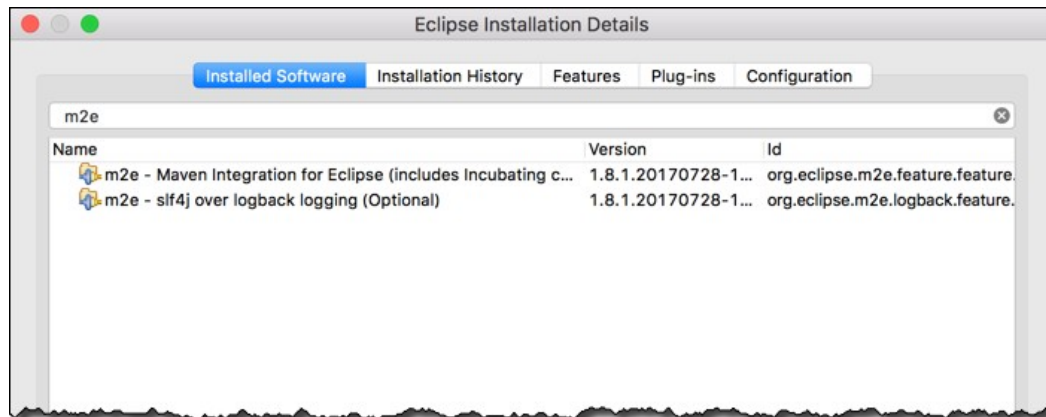 Eclipse Installation Details
Installed Software Installation History Features Plug-ins Configuration
m2e
Name Version Id
m2e - Maven Integration for Eclipse (includes Incubating c... 1.8.1.20170728-1... org.eclipse.m2e.feature.feature.
m2e - slf4j over logback logging (Optional) 1.8.1.20170728-1... org.eclipse.m2e.logback.feature.